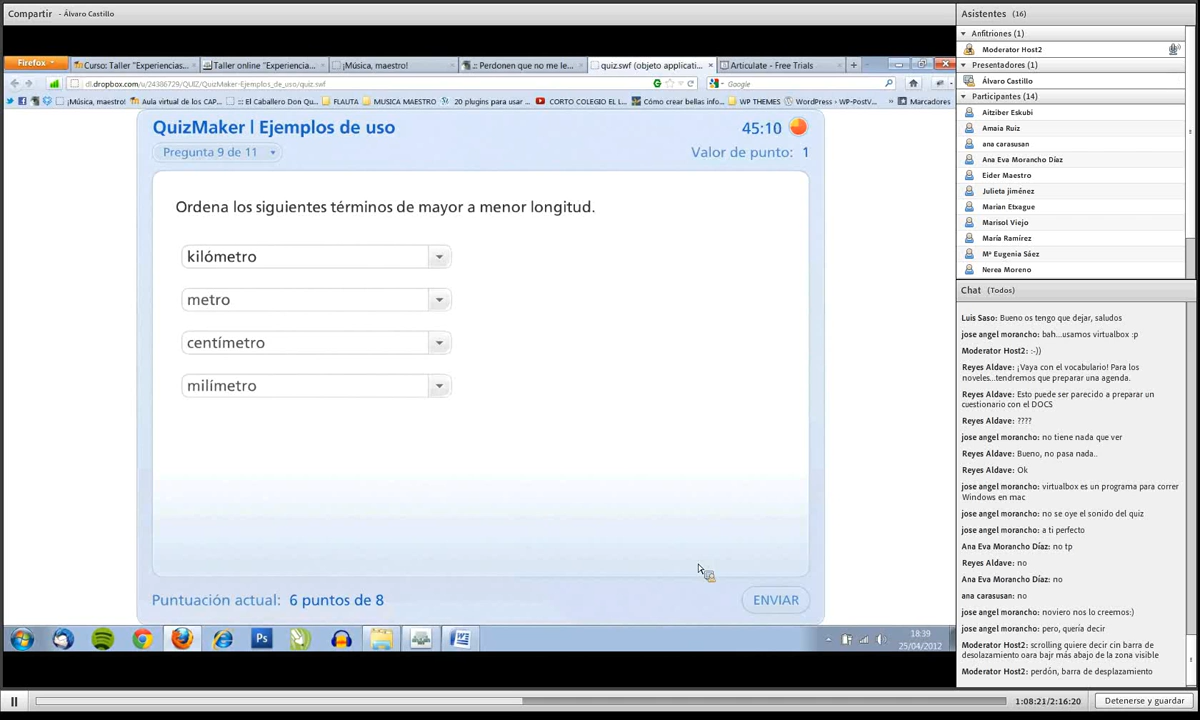 Compartir - Álvaro Castillo
Firefox
Curso: Taller "Experiencias...
Taller online "Experiencia...
¡Música, maestro!
.:: Perdonen que no me le...
quiz.swf (objeto applicati...
Articulate - Free Trials
dl.dropbox.com/u/24386729/QUIZ/QuizMaker-Ejemplos_de_uso/quiz.swf
Google
¡Música, maestro!
Aula virtual de los CAP...
.:: El Caballero Don Qu...
FLAUTA
MUSICA MAESTRO
20 plugins para usar ...
CORTO COLEGIO EL L...
Cómo crear bellas info...
WP THEMES
WordPress › WP-PostV...
Marcadores
QuizMaker | Ejemplos de uso
45:10
Pregunta 9 de 11
Valor de punto: 1
Ordena los siguientes términos de mayor a menor longitud.
kilómetro
metro
centímetro
milímetro
Puntuación actual: 6 puntos de 8
ENVIAR
18:39
25/04/2012
Asistentes (16)
Anfitriones (1)
Moderator Host2
Presentadores (1)
Álvaro Castillo
Participantes (14)
Aitziber Eskubi
Amaia Ruiz
ana carasusan
Ana Eva Morancho Díaz
Eider Maestro
Julieta jiménez
Marian Etxague
Marisol Viejo
María Ramírez
Mª Eugenia Sáez
Nerea Moreno
Chat (Todos)
Luis Saso: Bueno os tengo que dejar, saludos
jose angel morancho: bah...usamos virtualbox :p
Moderator Host2: :-))
Reyes Aldave: ¡Vaya con el vocabulario! Para los
noveles...tendremos que preparar una agenda.
Reyes Aldave: Esto puede ser parecido a preparar un
cuestionario con el DOCS
Reyes Aldave: ????
jose angel morancho: no tiene nada que ver
Reyes Aldave: Bueno, no pasa nada..
Reyes Aldave: Ok
jose angel morancho: virtualbox es un programa para correr
Windows en mac
jose angel morancho: no se oye el sonido del quiz
jose angel morancho: a ti perfecto
Ana Eva Morancho Díaz: no tp
Reyes Aldave: no
Ana Eva Morancho Díaz: no
ana carasusan: no
jose angel morancho: noviero nos lo creemos:)
jose angel morancho: pero, quería decir
Moderator Host2: scrolling quiere decir cin barra de
desolazamiento oara bajr más abajo de la zona visible
Moderator Host2: perdón, barra de desplazamiento
1:08:21/2:16:20
Detenerse y guardar